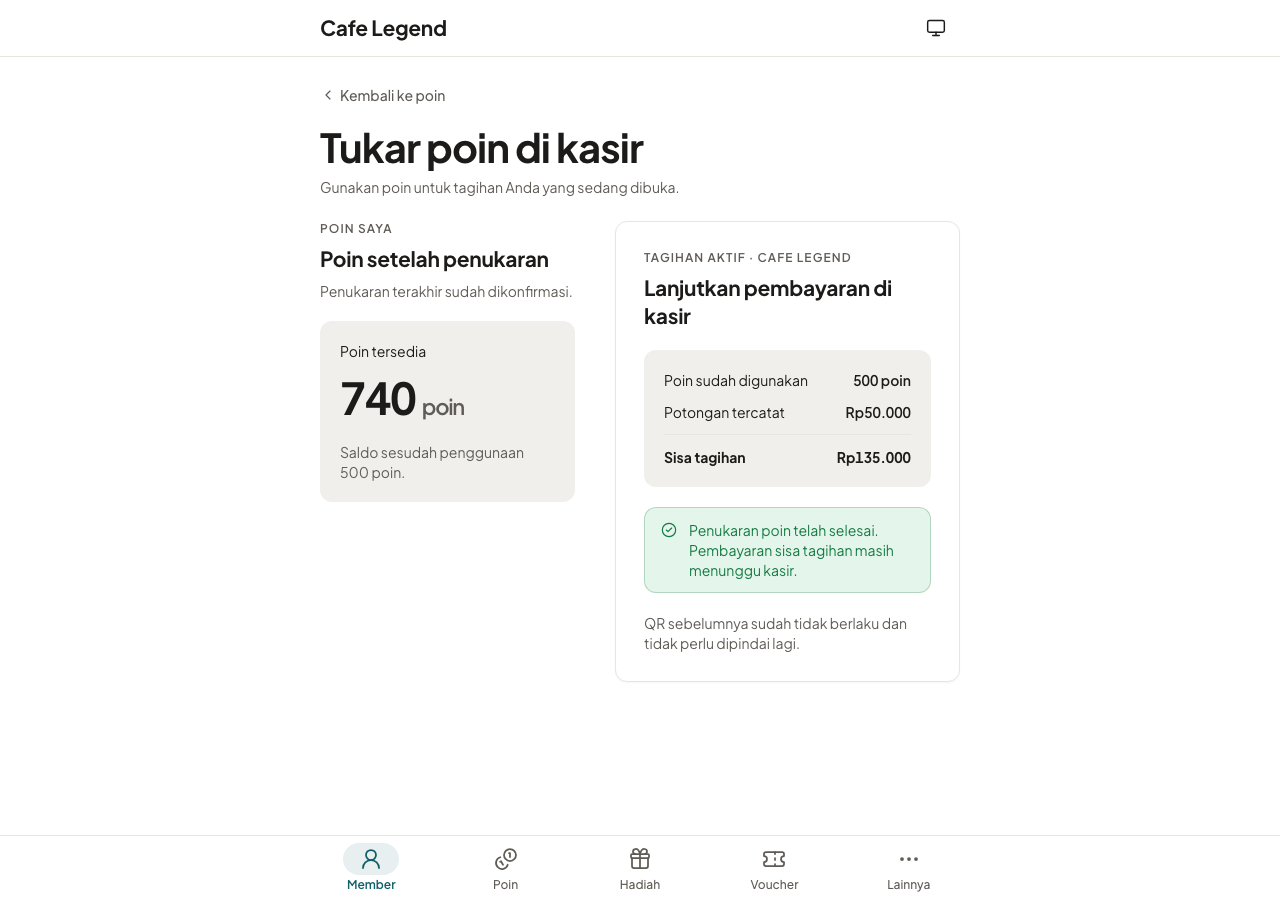 Cafe Legend
Kembali ke poin
Tukar poin di kasir
Gunakan poin untuk tagihan Anda yang sedang dibuka.
POIN SAYA
Poin setelah penukaran
Penukaran terakhir sudah dikonfirmasi.
Poin tersedia
740 poin
Saldo sesudah penggunaan
500 poin.
TAGIHAN AKTIF · CAFE LEGEND
Lanjutkan pembayaran di
kasir
Poin sudah digunakan 500 poin
Potongan tercatat Rp50.000
Sisa tagihan Rp135.000
Penukaran poin telah selesai.
Pembayaran sisa tagihan masih
menunggu kasir.
QR sebelumnya sudah tidak berlaku dan
tidak perlu dipindai lagi.
Member Poin Hadiah Voucher Lainnya